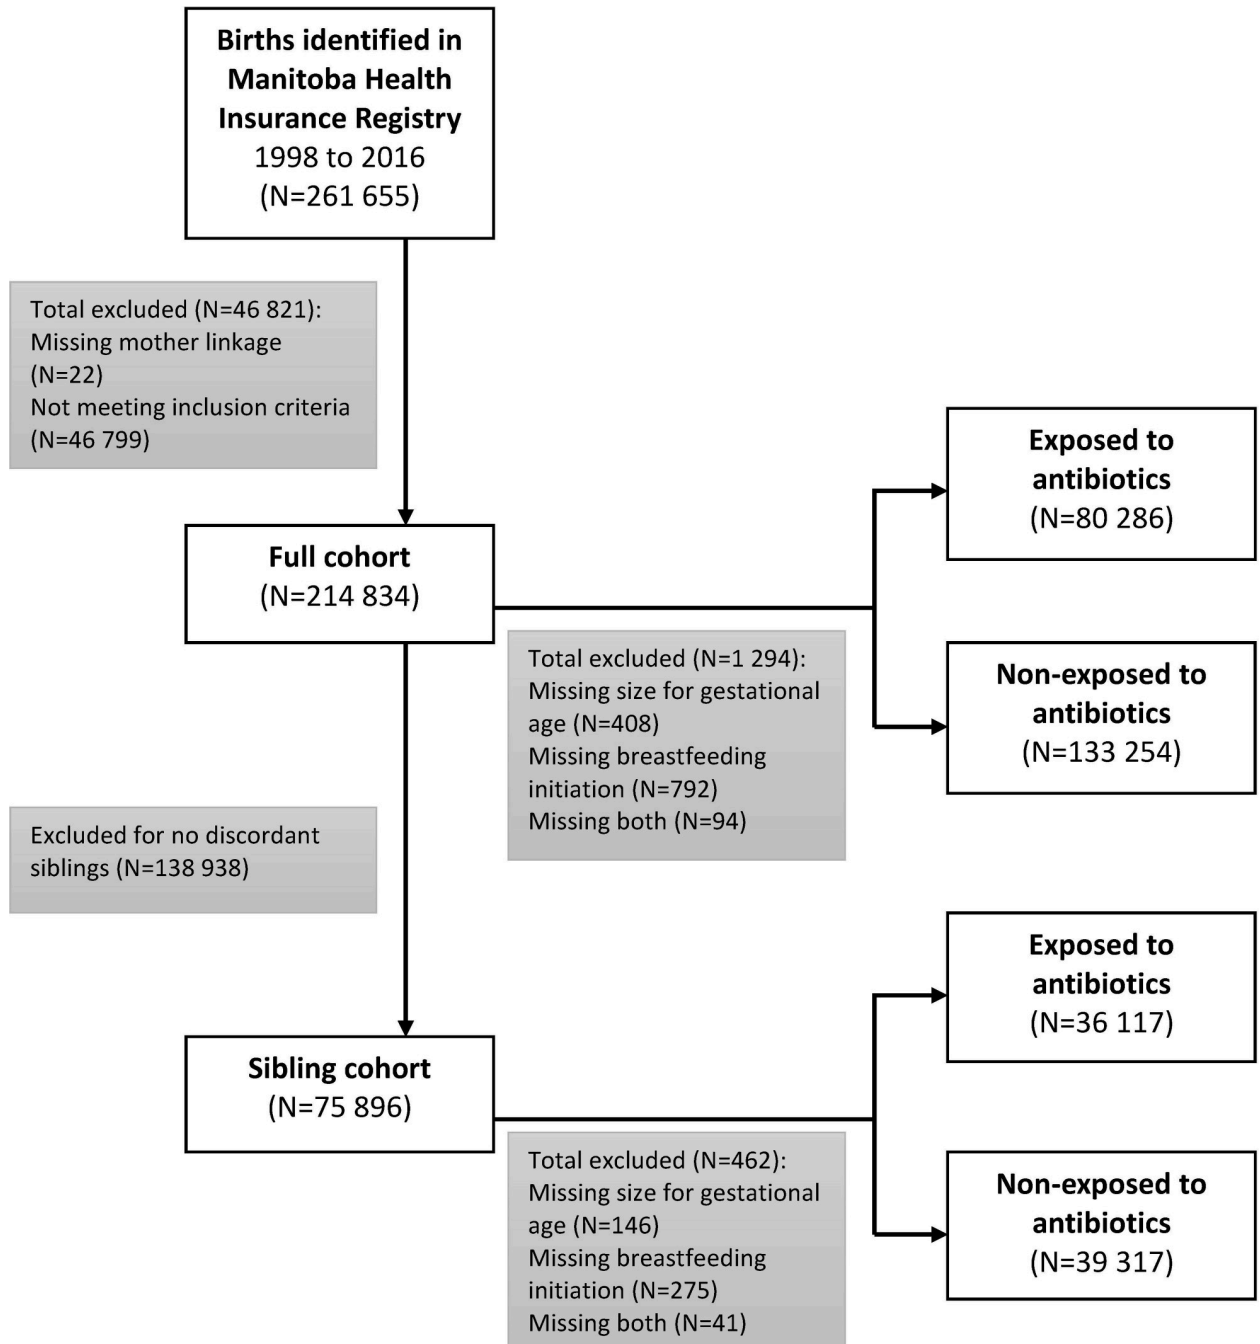 Births identified in
Manitoba Health
Insurance Registry
1998 to 2016
(N=261 655)
Total excluded (N=46 821):
Missing mother linkage
(N=22)
Not meeting inclusion criteria
(N=46 799)
Full cohort
(N=214 834)
Exposed to
antibiotics
(N=80 286)
Total excluded (N=1 294):
Missing size for gestational
age (N=408)
Missing breastfeeding
initiation (N=792)
Missing both (N=94)
Non-exposed to
antibiotics
(N=133 254)
Excluded for no discordant
siblings (N=138 938)
Sibling cohort
(N=75 896)
Exposed to
antibiotics
(N=36 117)
Total excluded (N=462):
Missing size for gestational
age (N=146)
Missing breastfeeding
initiation (N=275)
Missing both (N=41)
Non-exposed to
antibiotics
(N=39 317)